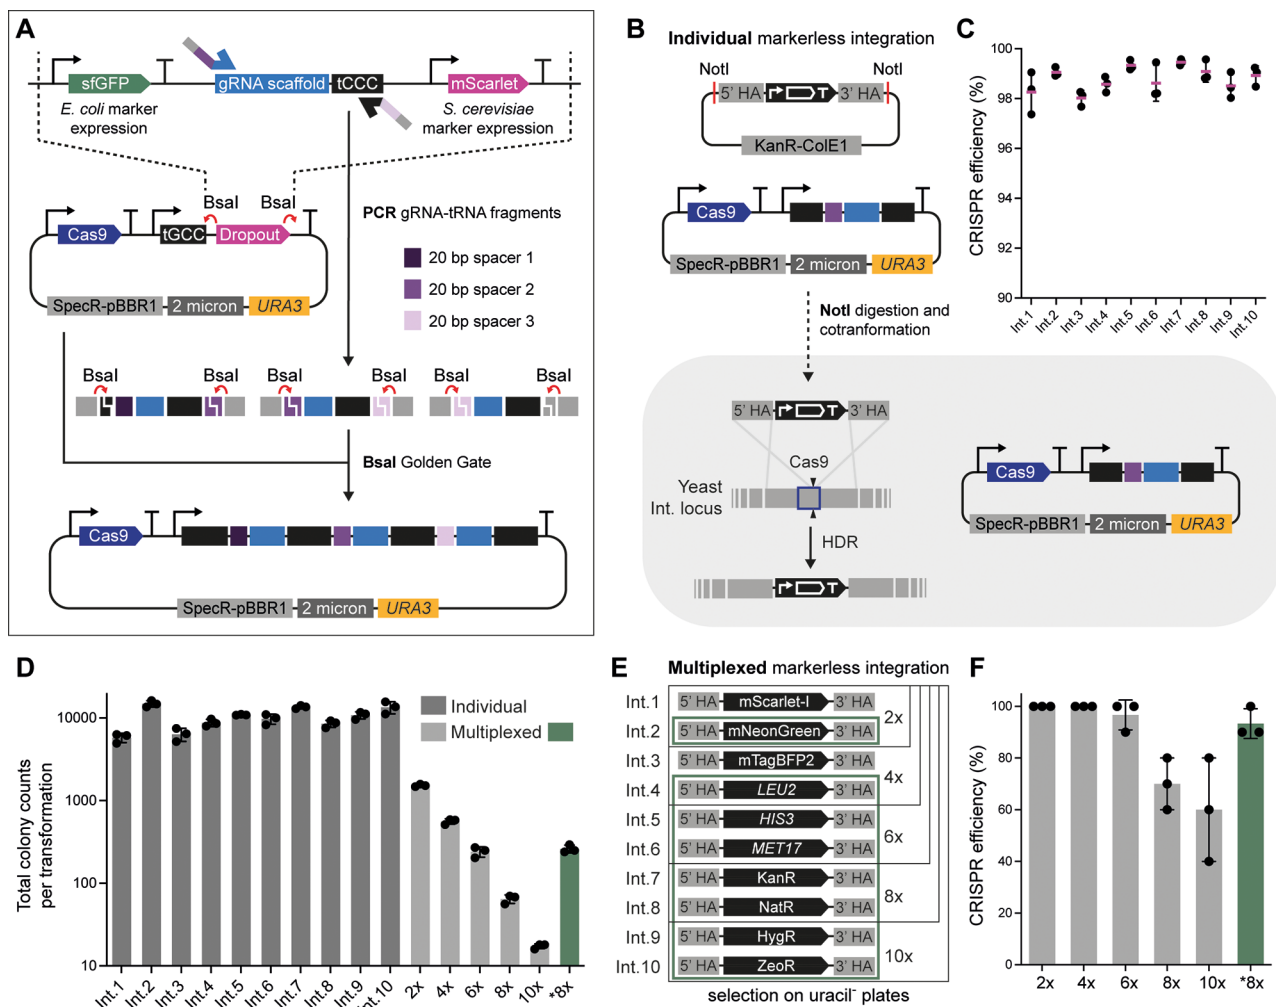 A
sfGFP
gRNA scaffold
tCCC
mScarlet
E. coli marker
expression
S. cerevisiae
marker expression
BsaI
BsaI
Cas9
tGCC
Dropout
SpecR-pBBR1
2 micron
URA3
PCR gRNA-tRNA fragments
20 bp spacer 1
20 bp spacer 2
20 bp spacer 3
BsaI
BsaI
BsaI
BsaI
BsaI
BsaI
BsaI Golden Gate
Cas9
SpecR-pBBR1
2 micron
URA3
B
Individual markerless integration
NotI
NotI
5' HA
T
3' HA
KanR-ColE1
Cas9
SpecR-pBBR1
2 micron
URA3
NotI digestion and
cotranformation
5' HA
T
3' HA
Cas9
Yeast
Int. locus
HDR
T
Cas9
SpecR-pBBR1
2 micron
URA3
C
CRISPR efficiency (%)
100
98
96
94
92
90
Int.1
Int.2
Int.3
Int.4
Int.5
Int.6
Int.7
Int.8
Int.9
Int.10
D
Total colony counts
per transformation
10000
1000
100
10
Individual
Multiplexed
Int.1
Int.2
Int.3
Int.4
Int.5
Int.6
Int.7
Int.8
Int.9
Int.10
2x
4x
6x
8x
10x
*8x
E
Multiplexed markerless integration
Int.1 5' HA mScarlet-I 3' HA
2x
Int.2 5' HA mNeonGreen 3' HA
Int.3 5' HA mTagBFP2 3' HA
4x
Int.4 5' HA LEU2 3' HA
Int.5 5' HA HIS3 3' HA
6x
Int.6 5' HA MET17 3' HA
Int.7 5' HA KanR 3' HA
8x
Int.8 5' HA NatR 3' HA
Int.9 5' HA HygR 3' HA
10x
Int.10 5' HA ZeoR 3' HA
selection on uracil⁻ plates
F
CRISPR efficiency (%)
100
80
60
40
20
0
2x
4x
6x
8x
10x
*8x